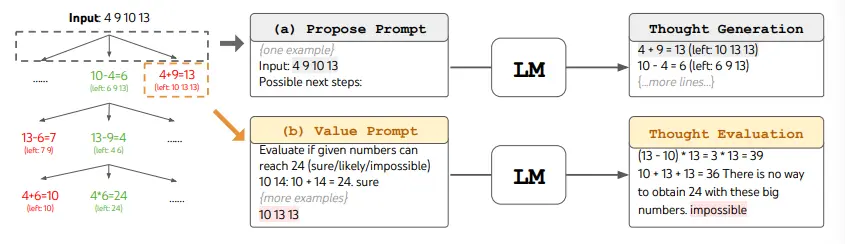 Input: 4 9 10 13
......
10-4=6
(left: 6 9 13)
4+9=13
(left: 10 13 13)
13-6=7
(left: 7 9)
13-9=4
(left: 4 6)
......
4+6=10
(left: 10)
4*6=24
(left: 24)
......
(a) Propose Prompt
{one example}
Input: 4 9 10 13
Possible next steps:
LM
Thought Generation
4 + 9 = 13 (left: 10 13 13)
10 - 4 = 6 (left: 6 9 13)
{...more lines...}
(b) Value Prompt
Evaluate if given numbers can
reach 24 (sure/likely/impossible)
10 14: 10 + 14 = 24. sure
{more examples}
10 13 13
LM
Thought Evaluation
(13 - 10) * 13 = 3 * 13 = 39
10 + 13 + 13 = 36 There is no way
to obtain 24 with these big
numbers. impossible